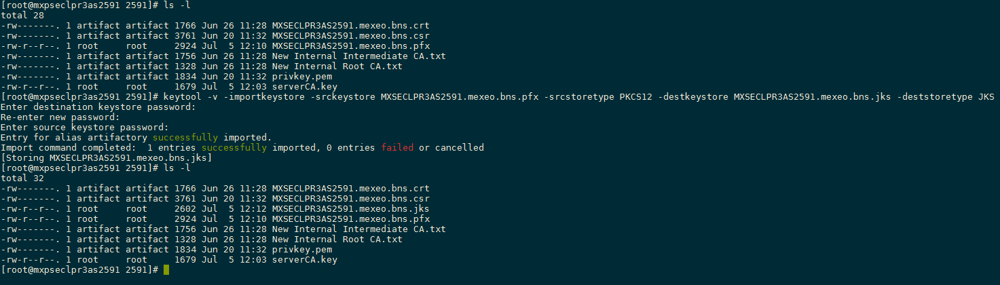 [root@mxpseclpr3as2591 2591]# ls -l
total 28
-rw-------. 1 artifact artifact 1766 Jun 26 11:28 MXSECLPR3AS2591.mexeo.bns.crt
-rw-------. 1 artifact artifact 3761 Jun 20 11:32 MXSECLPR3AS2591.mexeo.bns.csr
-rw-r--r--. 1 root     root     2924 Jul  5 12:10 MXSECLPR3AS2591.mexeo.bns.pfx
-rw-------. 1 artifact artifact 1756 Jun 26 11:28 New Internal Intermediate CA.txt
-rw-------. 1 artifact artifact 1328 Jun 26 11:28 New Internal Root CA.txt
-rw-------. 1 artifact artifact 1834 Jun 20 11:32 privkey.pem
-rw-r--r--. 1 root     root     1679 Jul  5 12:03 serverCA.key
[root@mxpseclpr3as2591 2591]# keytool -v -importkeystore -srckeystore MXSECLPR3AS2591.mexeo.bns.pfx -srcstoretype PKCS12 -destkeystore MXSECLPR3AS2591.mexeo.bns.jks -deststoretype JKS
Enter destination keystore password:
Re-enter new password:
Enter source keystore password:
Entry for alias artifactory successfully imported.
Import command completed:  1 entries successfully imported, 0 entries failed or cancelled
[Storing MXSECLPR3AS2591.mexeo.bns.jks]
[root@mxpseclpr3as2591 2591]# ls -l
total 32
-rw-------. 1 artifact artifact 1766 Jun 26 11:28 MXSECLPR3AS2591.mexeo.bns.crt
-rw-------. 1 artifact artifact 3761 Jun 20 11:32 MXSECLPR3AS2591.mexeo.bns.csr
-rw-r--r--. 1 root     root     2602 Jul  5 12:12 MXSECLPR3AS2591.mexeo.bns.jks
-rw-r--r--. 1 root     root     2924 Jul  5 12:10 MXSECLPR3AS2591.mexeo.bns.pfx
-rw-------. 1 artifact artifact 1756 Jun 26 11:28 New Internal Intermediate CA.txt
-rw-------. 1 artifact artifact 1328 Jun 26 11:28 New Internal Root CA.txt
-rw-------. 1 artifact artifact 1834 Jun 20 11:32 privkey.pem
-rw-r--r--. 1 root     root     1679 Jul  5 12:03 serverCA.key
[root@mxpseclpr3as2591 2591]#